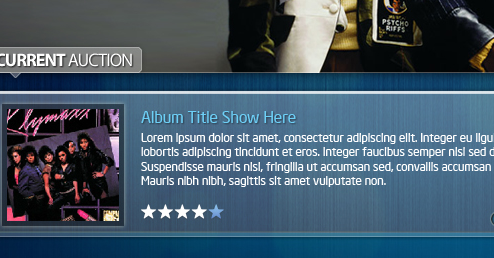 PSYCHO
RIFFS
CURRENT AUCTION
Klymaxx
Album Title Show Here
Lorem ipsum dolor sit amet, consectetur adipiscing elit. Integer eu ligu
lobortis adipiscing tincidunt et eros. Integer faucibus semper nisl sed d
Suspendisse mauris nisl, fringilla ut accumsan sed, convallis accumsan
Mauris nibh nibh, sagittis sit amet vulputate non.